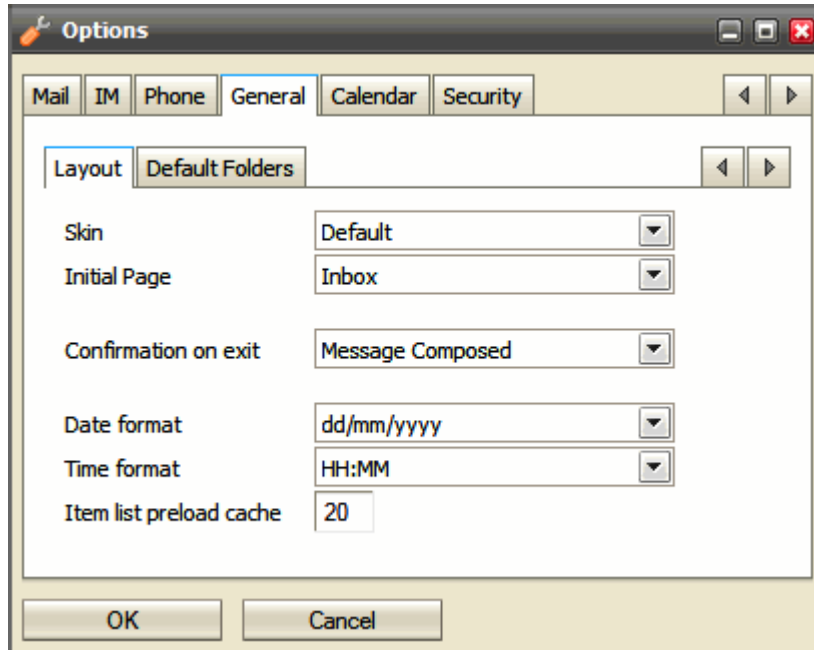 Options
Mail IM Phone General Calendar Security
Layout Default Folders
Skin Default
Initial Page Inbox
Confirmation on exit Message Composed
Date format dd/mm/yyyy
Time format HH:MM
Item list preload cache 20
OK Cancel